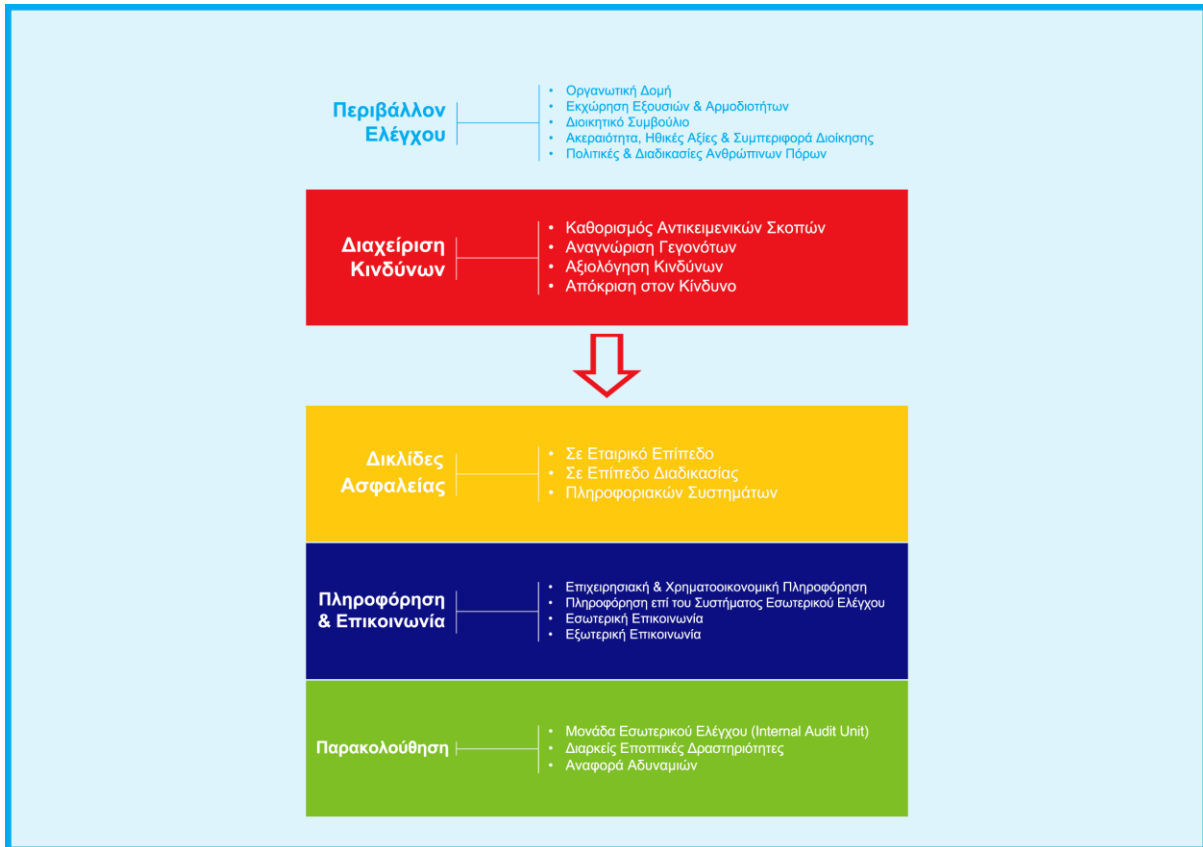 Περιβάλλον
Ελέγχου
• Οργανωτική Δομή
• Εκχώρηση Εξουσιών & Αρμοδιοτήτων
• Διοικητικό Συμβούλιο
• Ακεραιότητα, Ηθικές Αξίες & Συμπεριφορά Διοίκησης
• Πολιτικές & Διαδικασίες Ανθρώπινων Πόρων
Διαχείριση
Κινδύνων
• Καθορισμός Αντικειμενικών Σκοπών
• Αναγνώριση Γεγονότων
• Αξιολόγηση Κινδύνων
• Απόκριση στον Κίνδυνο
Δικλίδες
Ασφαλείας
• Σε Εταιρικό Επίπεδο
• Σε Επίπεδο Διαδικασίας
• Πληροφοριακών Συστημάτων
Πληροφόρηση
& Επικοινωνία
• Επιχειρησιακή & Χρηματοοικονομική Πληροφόρηση
• Πληροφόρηση επί του Συστήματος Εσωτερικού Ελέγχου
• Εσωτερική Επικοινωνία
• Εξωτερική Επικοινωνία
Παρακολούθηση
• Μονάδα Εσωτερικού Ελέγχου (Internal Audit Unit)
• Διαρκείς Εποπτικές Δραστηριότητες
• Αναφορά Αδυναμιών